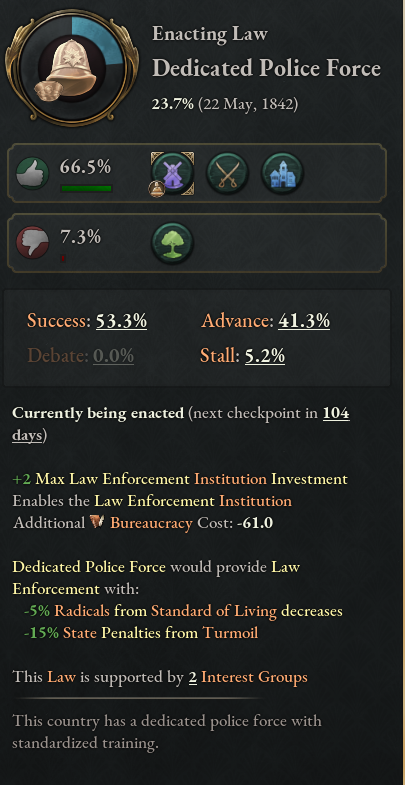 Enacting Law
Dedicated Police Force
23.7% (22 May, 1842)
66.5%
7.3%
Success: 53.3% Advance: 41.3%
Debate: 0.0% Stall: 5.2%
Currently being enacted (next checkpoint in 104
days)
+2 Max Law Enforcement Institution Investment
Enables the Law Enforcement Institution
Additional Bureaucracy Cost: -61.0
Dedicated Police Force would provide Law
Enforcement with:
-5% Radicals from Standard of Living decreases
-15% State Penalties from Turmoil
This Law is supported by 2 Interest Groups
This country has a dedicated police force with
standardized training.